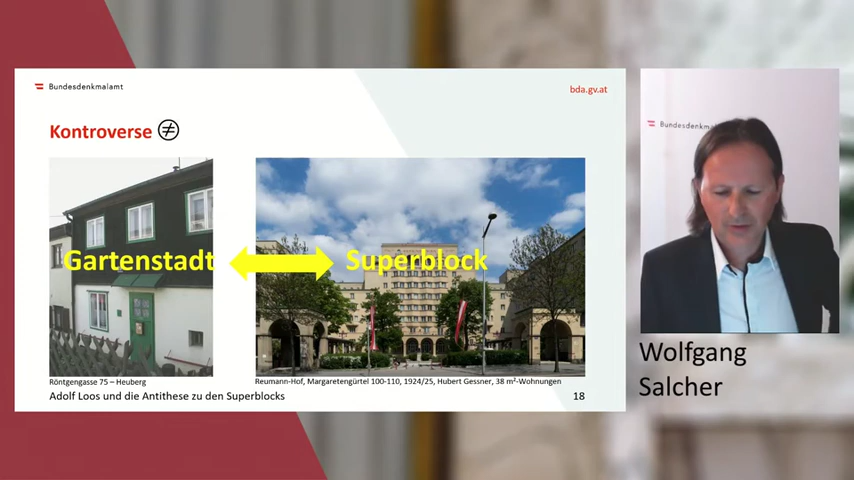 Bundesdenkmalamt
bda.gv.at
Kontroverse ≠
Gartenstadt
Superblock
Röntgengasse 75 – Heuberg
Reumann-Hof, Margaretengürtel 100-110, 1924/25, Hubert Gessner, 38 m²-Wohnungen
Adolf Loos und die Antithese zu den Superblocks
18
Bundesdenkma
Wolfgang
Salcher